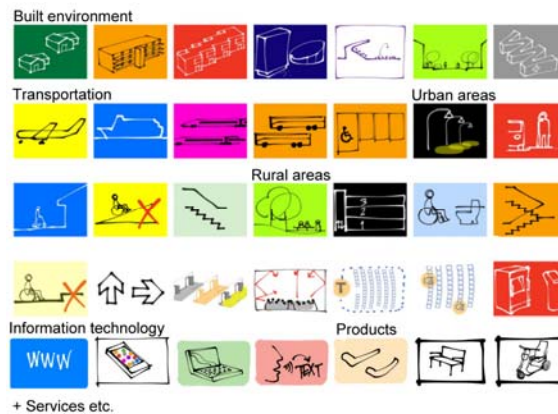 Built environment
Transportation
Urban areas
Rural areas
T
Information technology
Products
WWW
TEXT
+ Services etc.